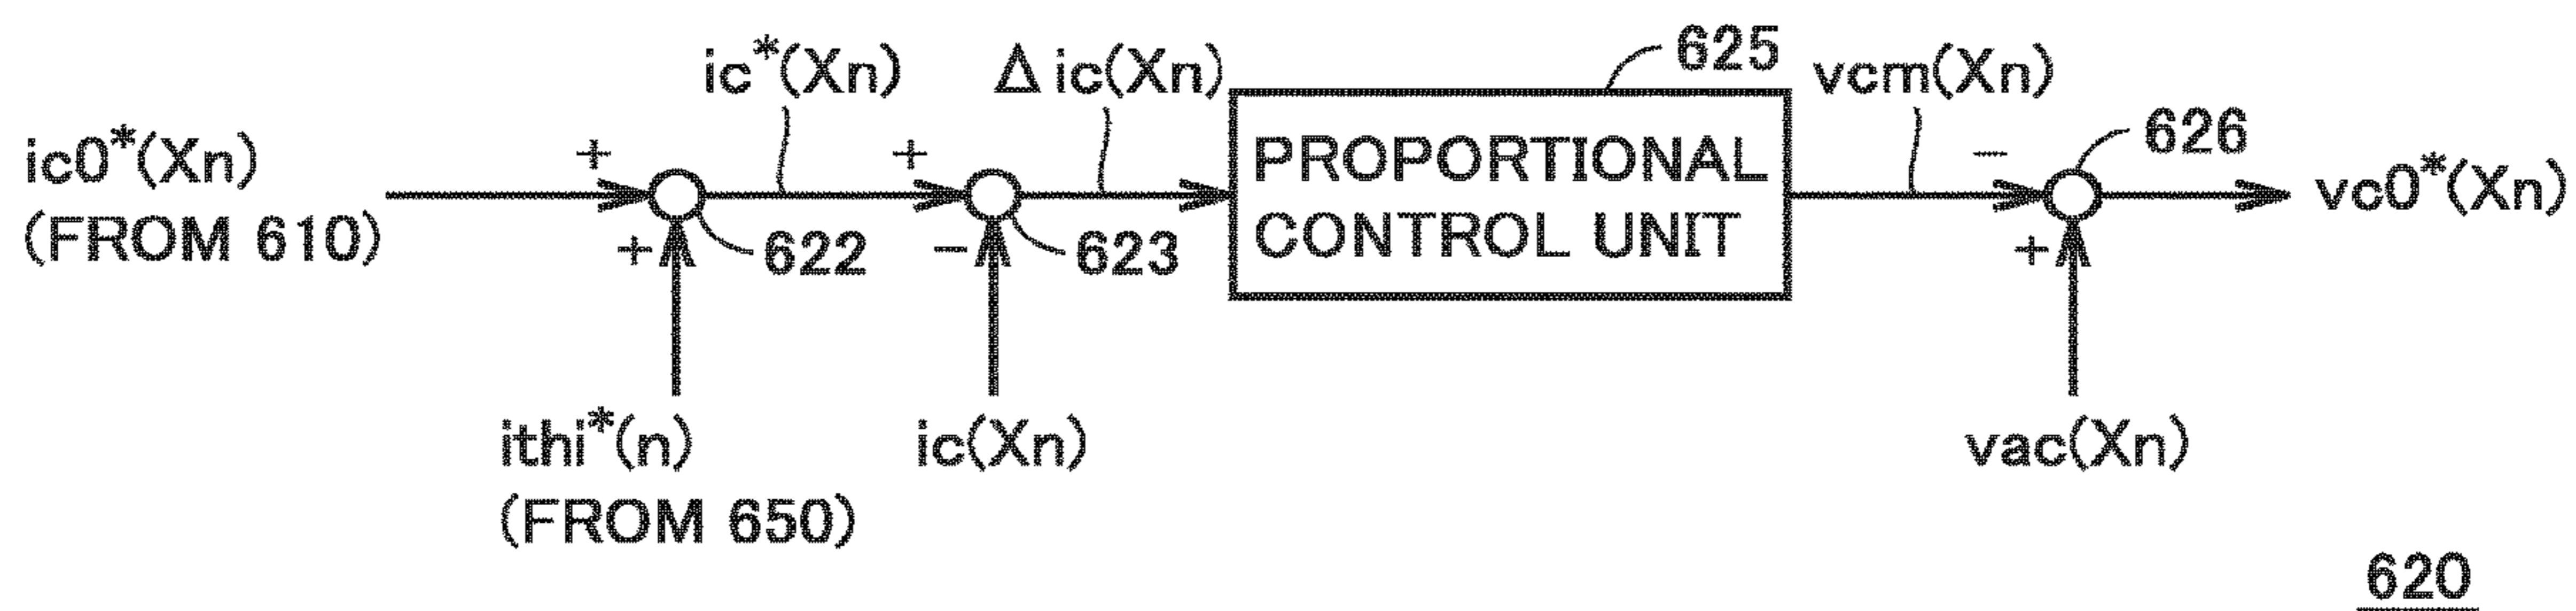 ic*(Xn)
Δic(Xn)
625
vcm(Xn)
626
ic0*(Xn)
(FROM 610)
+
+
622
+
−
623
PROPORTIONAL
CONTROL UNIT
−
+
vc0*(Xn)
ithi*(n)
(FROM 650)
ic(Xn)
vac(Xn)
620